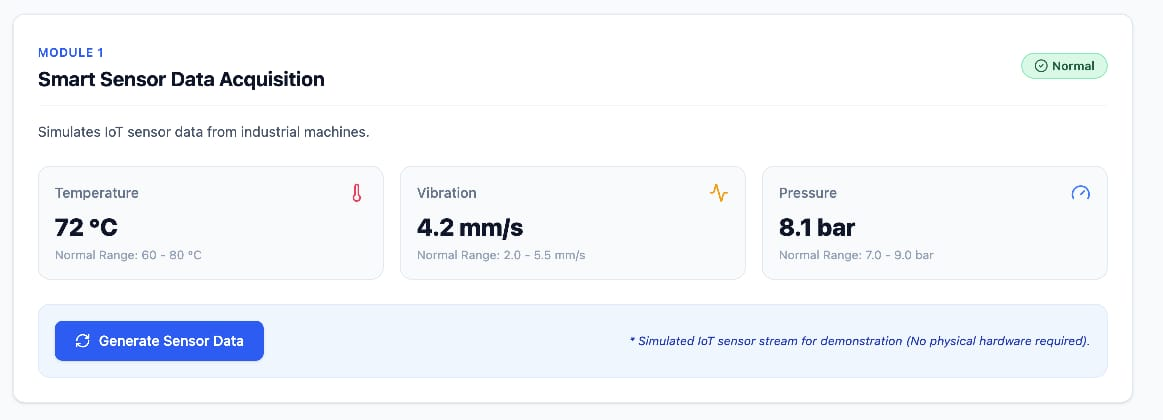 MODULE 1
Smart Sensor Data Acquisition
Normal
Simulates IoT sensor data from industrial machines.
Temperature
72 °C
Normal Range: 60 - 80 °C
Vibration
4.2 mm/s
Normal Range: 2.0 - 5.5 mm/s
Pressure
8.1 bar
Normal Range: 7.0 - 9.0 bar
Generate Sensor Data
* Simulated IoT sensor stream for demonstration (No physical hardware required).